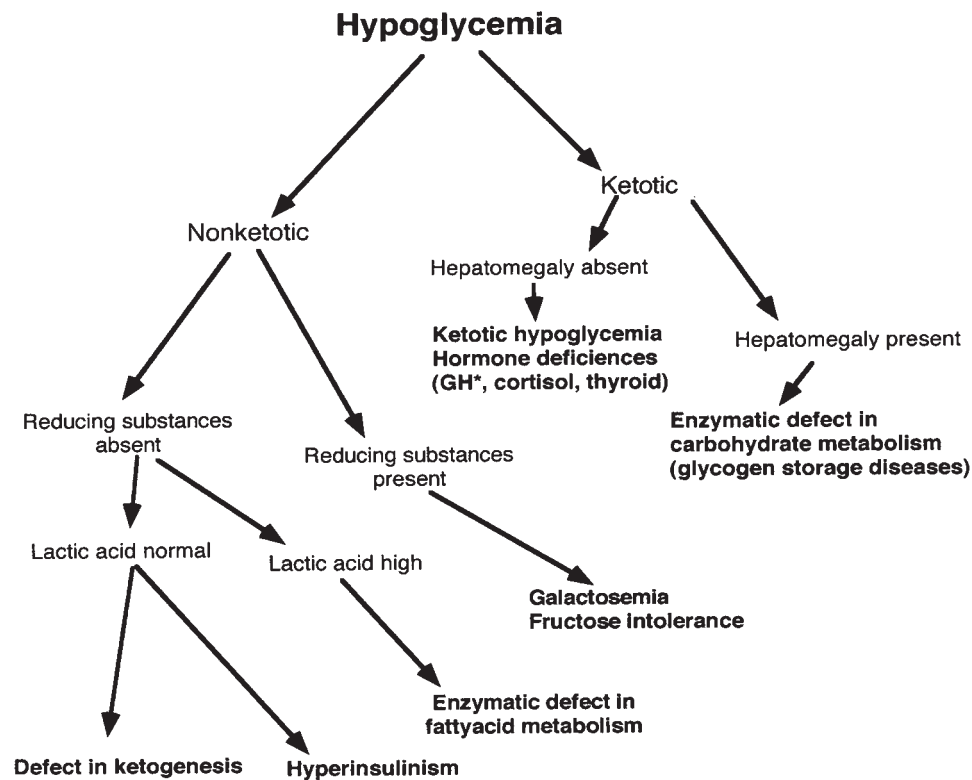 Hypoglycemia
Ketotic
Nonketotic
Hepatomegaly absent
Ketotic hypoglycemia
Hormone deficiences
(GH*, cortisol, thyroid)
Hepatomegaly present
Enzymatic defect in
carbohydrate metabolism
(glycogen storage diseases)
Reducing substances
absent
Reducing substances
present
Lactic acid normal
Lactic acid high
Galactosemia
Fructose intolerance
Enzymatic defect in
fattyacid metabolism
Defect in ketogenesis
Hyperinsulinism